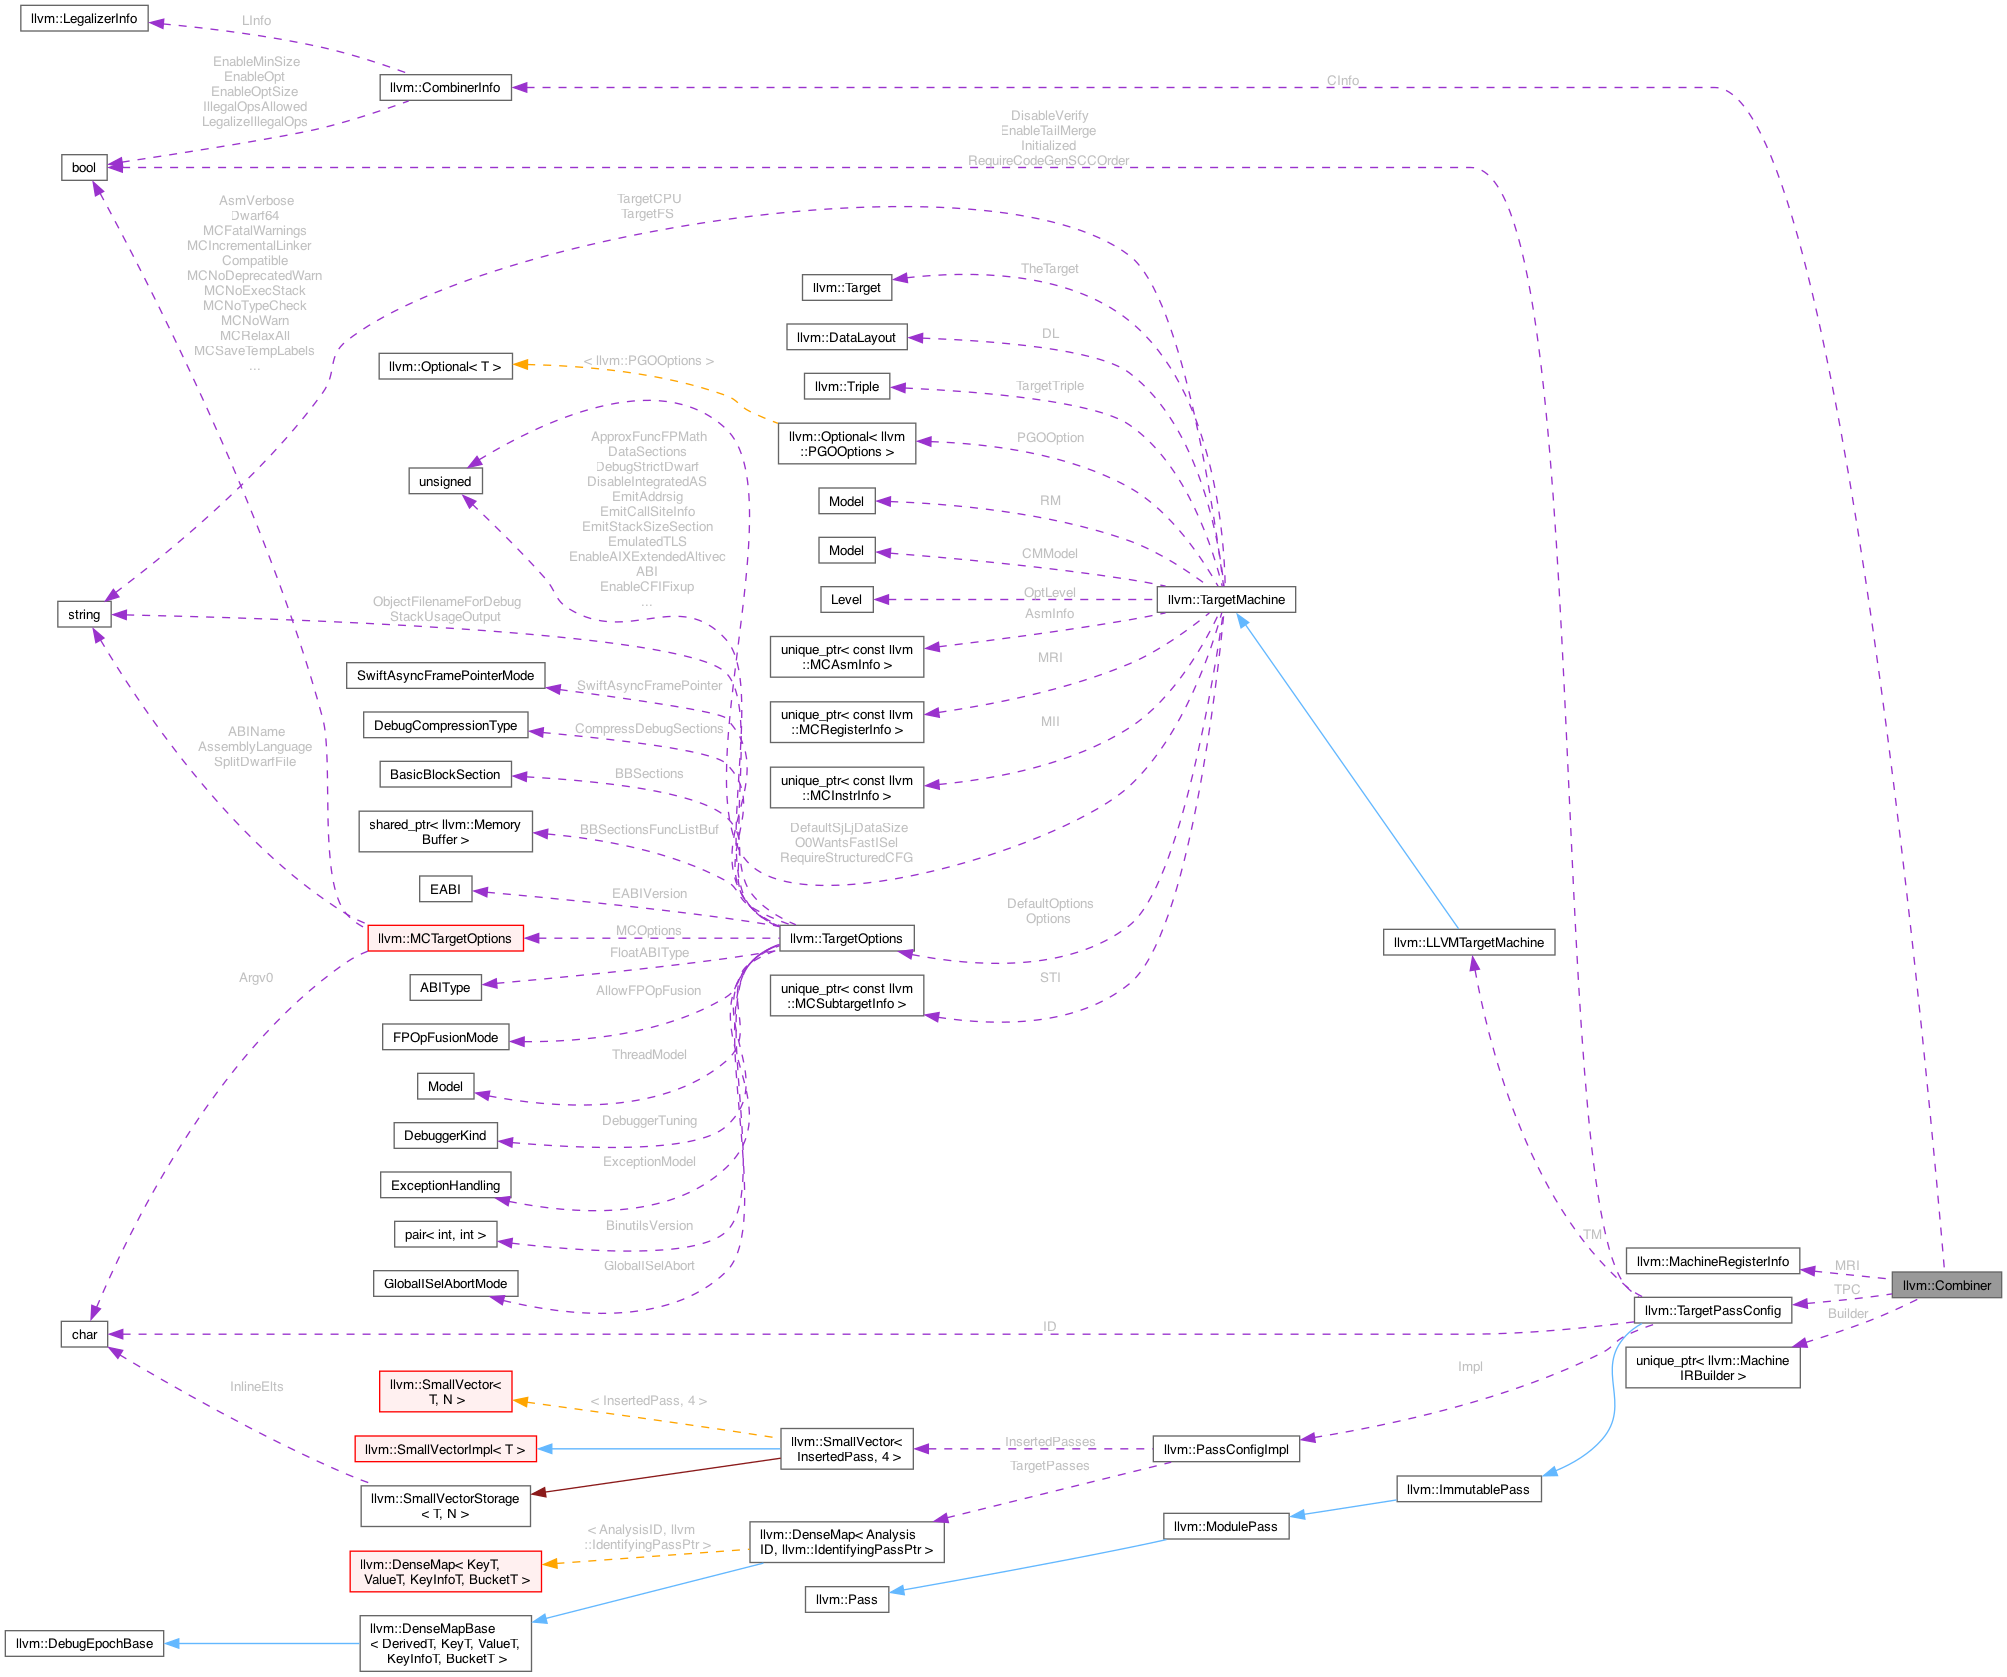 llvm::LegalizerInfo
LInfo
EnableMinSize
EnableOpt
EnableOptSize
IllegalOpsAllowed
LegalizeIllegalOps
llvm::CombinerInfo
CInfo
DisableVerify
EnableTailMerge
Initialized
RequireCodeGenSCCOrder
bool
AsmVerbose
Dwarf64
MCFatalWarnings
MCIncrementalLinker
Compatible
MCNoDeprecatedWarn
MCNoExecStack
MCNoTypeCheck
MCNoWarn
MCRelaxAll
MCSaveTempLabels
...
TargetCPU
TargetFS
llvm::Target
TheTarget
llvm::DataLayout
DL
llvm::Optional< T >
< llvm::PGOOptions >
llvm::Triple
TargetTriple
llvm::Optional< llvm
::PGOOptions >
PGOOption
unsigned
ApproxFuncFPMath
DataSections
DebugStrictDwarf
DisableIntegratedAS
EmitAddrsig
EmitCallSiteInfo
EmitStackSizeSection
EmulatedTLS
EnableAIXExtendedAltivec
ABI
EnableCFIFixup
...
Model
RM
Model
CMModel
Level
OptLevel
llvm::TargetMachine
string
ObjectFilenameForDebug
StackUsageOutput
AsmInfo
unique_ptr< const llvm
::MCAsmInfo >
SwiftAsyncFramePointerMode
SwiftAsyncFramePointer
MRI
unique_ptr< const llvm
::MCRegisterInfo >
DebugCompressionType
CompressDebugSections
MII
ABIName
AssemblyLanguage
SplitDwarfFile
BasicBlockSection
BBSections
unique_ptr< const llvm
::MCInstrInfo >
shared_ptr< llvm::Memory
Buffer >
BBSectionsFuncListBuf
DefaultSjLjDataSize
O0WantsFastISel
RequireStructuredCFG
EABI
EABIVersion
DefaultOptions
Options
llvm::MCTargetOptions
MCOptions
llvm::TargetOptions
llvm::LLVMTargetMachine
Argv0
ABIType
FloatABIType
unique_ptr< const llvm
::MCSubtargetInfo >
STI
FPOpFusionMode
AllowFPOpFusion
Model
ThreadModel
DebuggerKind
DebuggerTuning
ExceptionHandling
ExceptionModel
pair< int, int >
BinutilsVersion
TM
GlobalISelAbortMode
GlobalISelAbort
llvm::MachineRegisterInfo
MRI
llvm::Combiner
TPC
llvm::TargetPassConfig
Builder
char
ID
unique_ptr< llvm::Machine
IRBuilder >
Impl
InlineElts
llvm::SmallVector<
T, N >
< InsertedPass, 4 >
llvm::SmallVectorImpl< T >
llvm::SmallVector<
InsertedPass, 4 >
InsertedPasses
llvm::PassConfigImpl
TargetPasses
llvm::SmallVectorStorage
< T, N >
llvm::ImmutablePass
llvm::ModulePass
< AnalysisID, llvm
::IdentifyingPassPtr >
llvm::DenseMap< Analysis
ID, llvm::IdentifyingPassPtr >
llvm::DenseMap< KeyT,
ValueT, KeyInfoT, BucketT >
llvm::Pass
llvm::DebugEpochBase
llvm::DenseMapBase
< DerivedT, KeyT, ValueT,
KeyInfoT, BucketT >